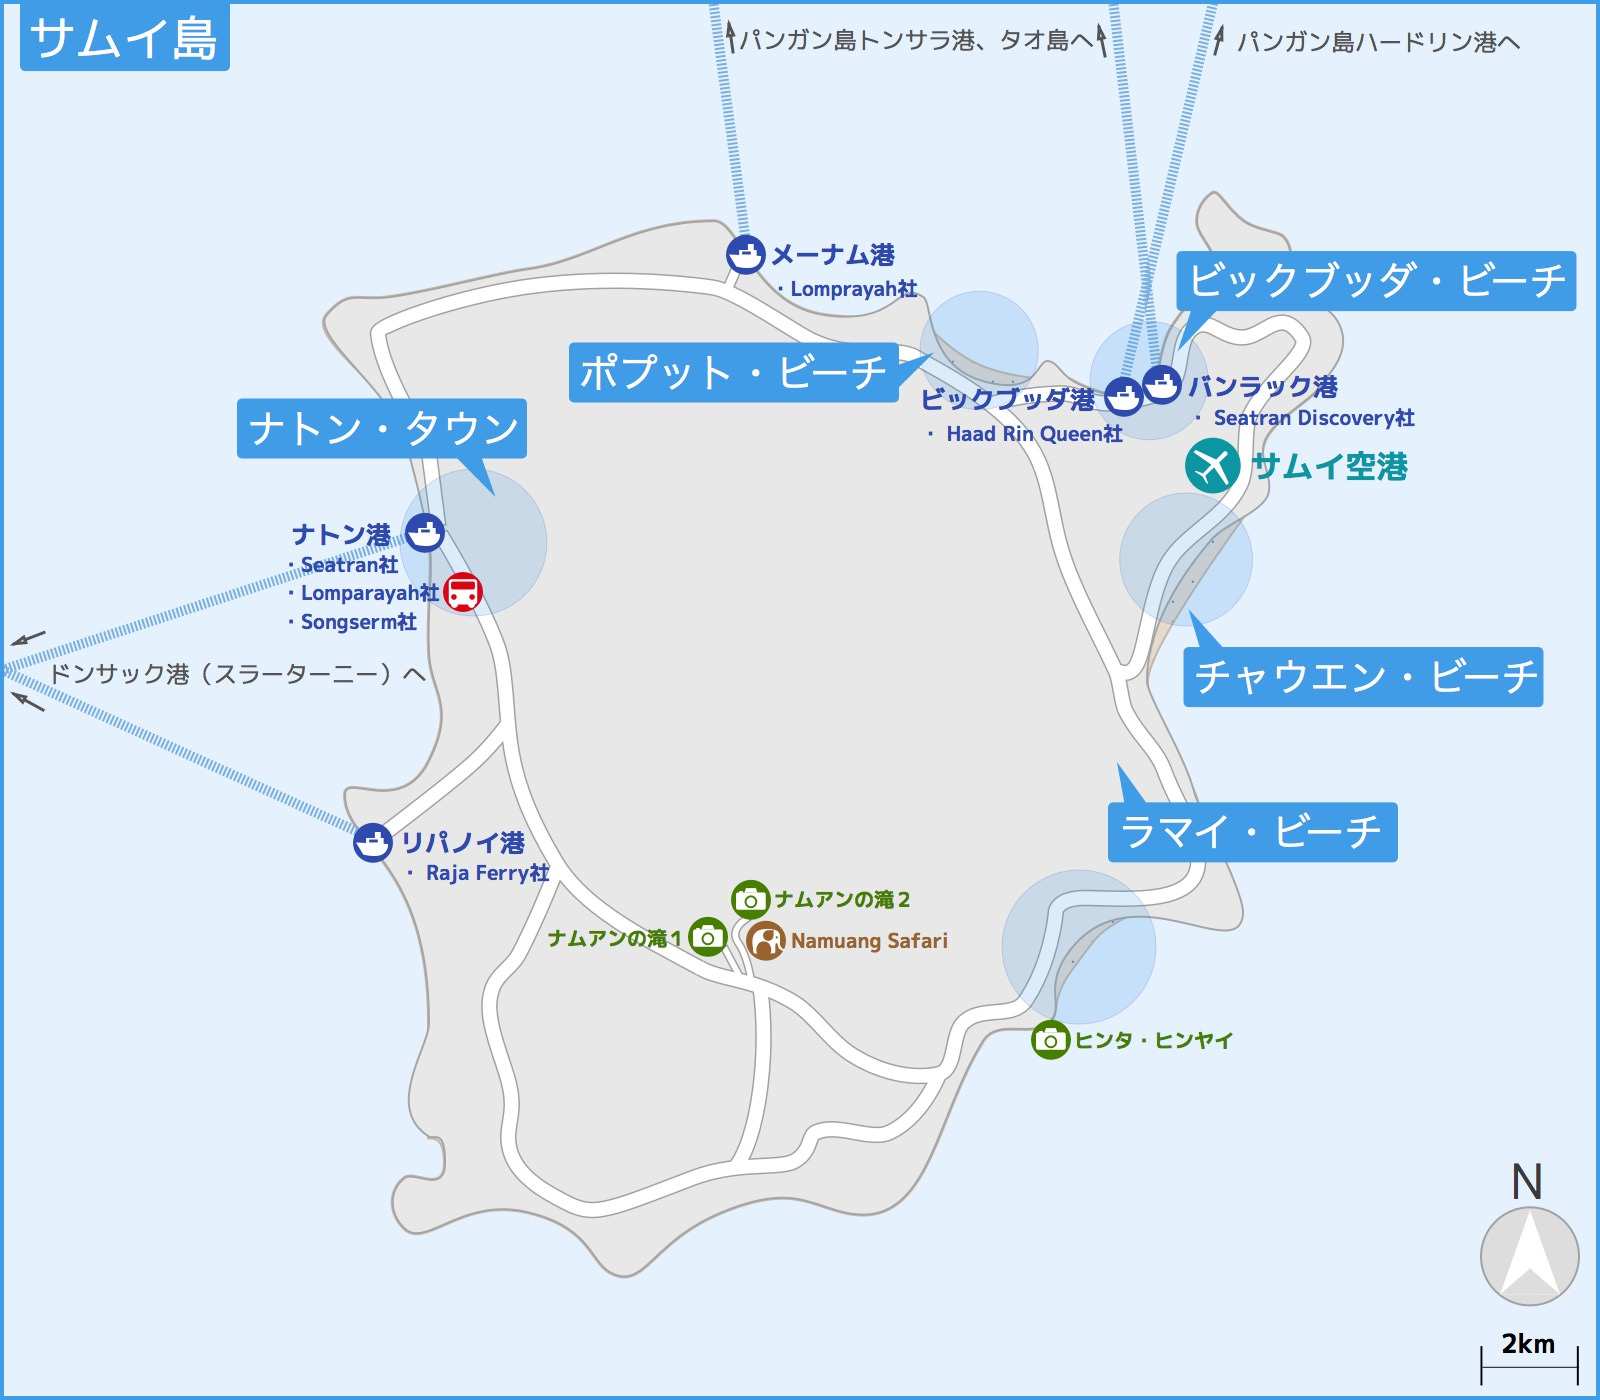 サムイ島
パンガン島トンサラ港、タオ島へ
パンガン島ハードリン港へ
メーナム港
・Lomprayah社
ビックブッダ・ビーチ
ポプット・ビーチ
ビックブッダ港
・ Haad Rin Queen社
バンラック港
・ Seatran Discovery社
ナトン・タウン
サムイ空港
ナトン港
・Seatran社
・Lomparayah社
・Songserm社
ドンサック港（スラーターニー）へ
チャウエン・ビーチ
ラマイ・ビーチ
リパノイ港
・ Raja Ferry社
ナムアンの滝２
ナムアンの滝１
Namuang Safari
ヒンタ・ヒンヤイ
N
2km